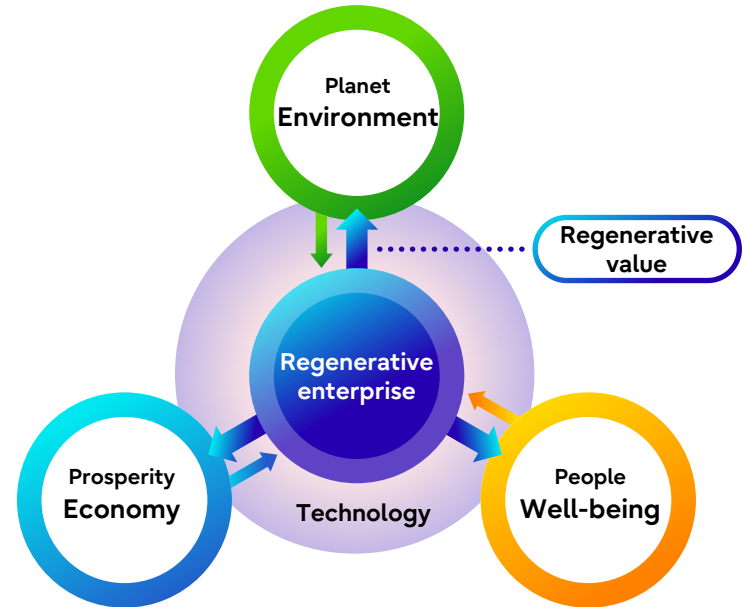 Planet
Environment
Regenerative
value
Regenerative
enterprise
Prosperity
Economy
Technology
People
Well-being